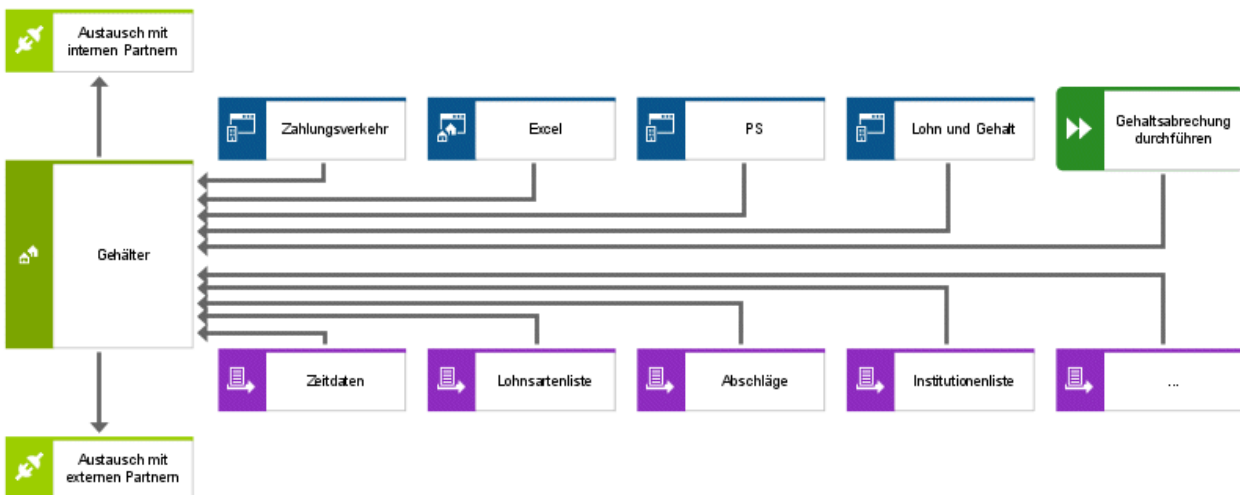 Austausch mit
internen Partnern
Zahlungsverkehr
Excel
PS
Lohn und Gehalt
Gehaltsabrechung
durchführen
Gehälter
Zeitdaten
Lohnsartenliste
Abschläge
Institutionenliste
...
Austausch mit
externen Partnern